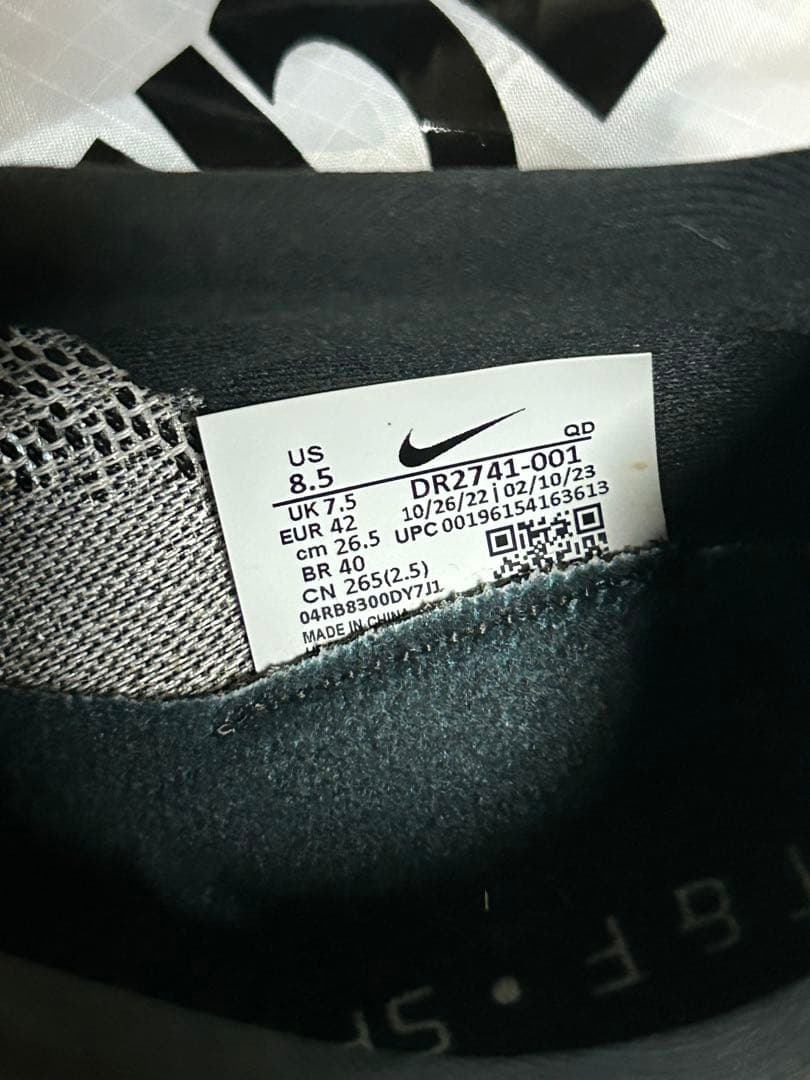 US
8.5
QD
UK 7.5
DR2741-001
EUR 42
10/26/22 | 02/10/23
cm 26.5
UPC 00196154163613
BR 40
CN 265(2.5)
04RB8300DY7J1
MADE IN CHINA
T & F • SP